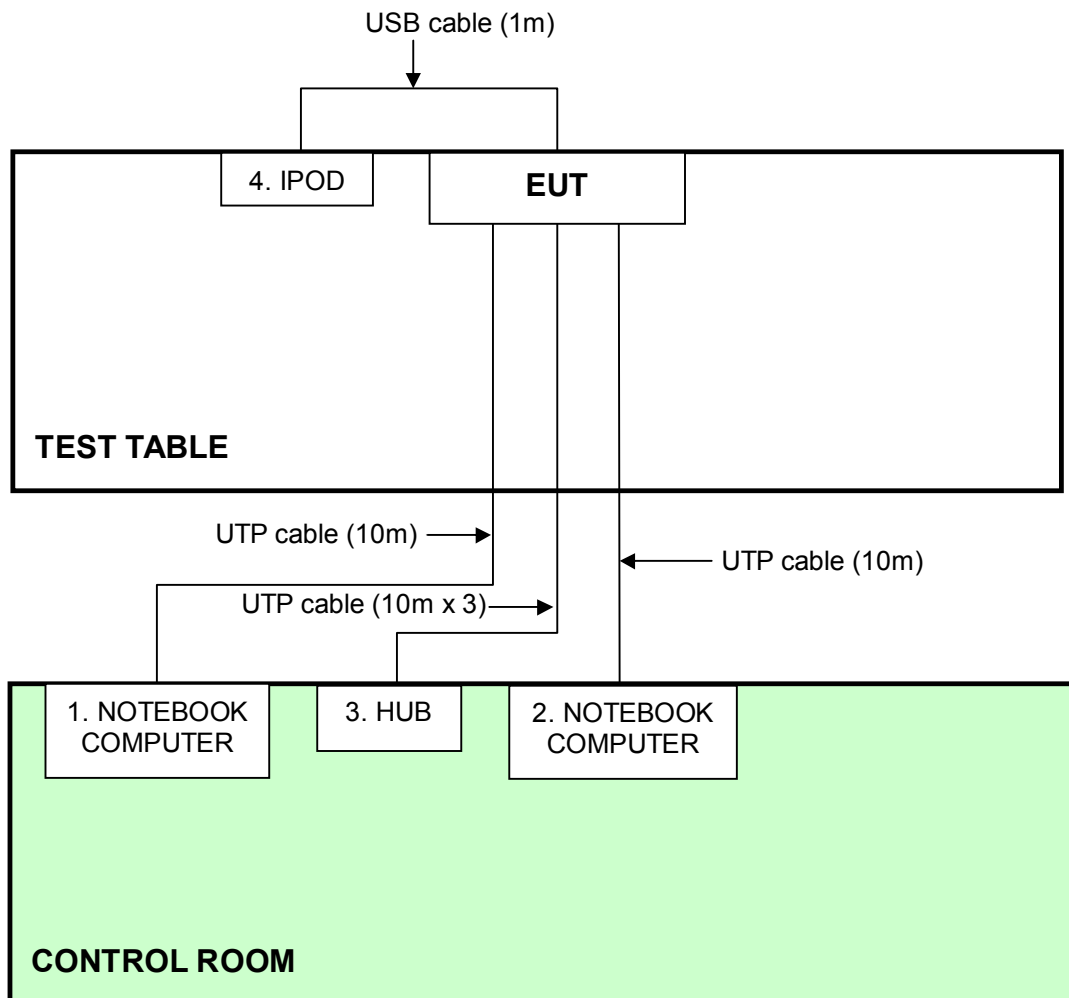 USB cable (1m)
4. IPOD
EUT
TEST TABLE
UTP cable (10m)
UTP cable (10m)
UTP cable (10m x 3)
1. NOTEBOOK
COMPUTER
3. HUB
2. NOTEBOOK
COMPUTER
CONTROL ROOM